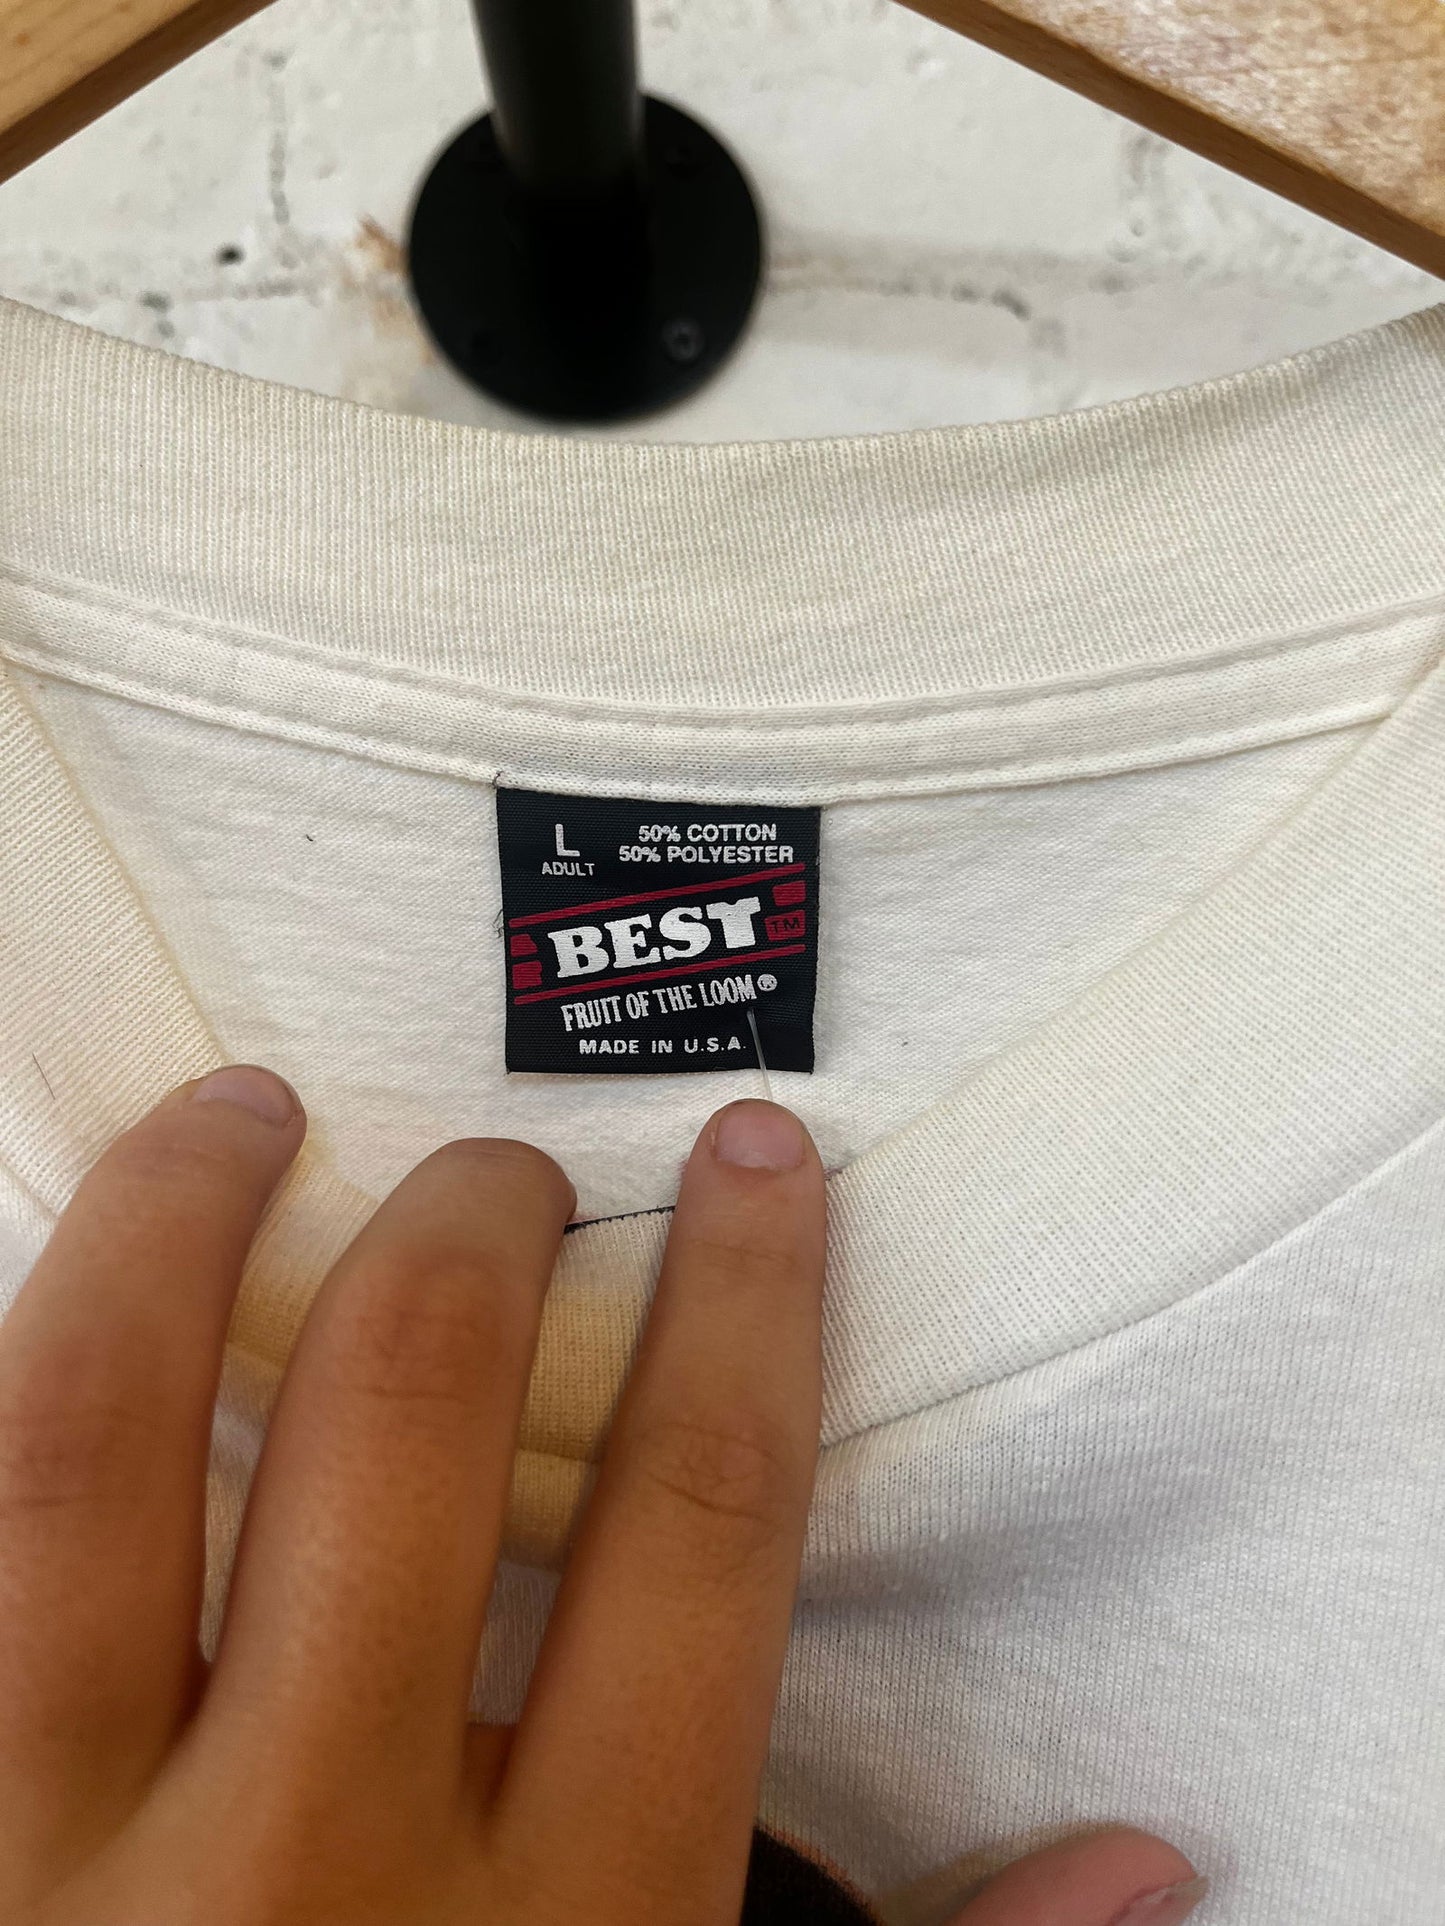 L
ADULT
50% COTTON
50% POLYESTER
BEST TM
FRUIT OF THE LOOM®
MADE IN U.S.A.